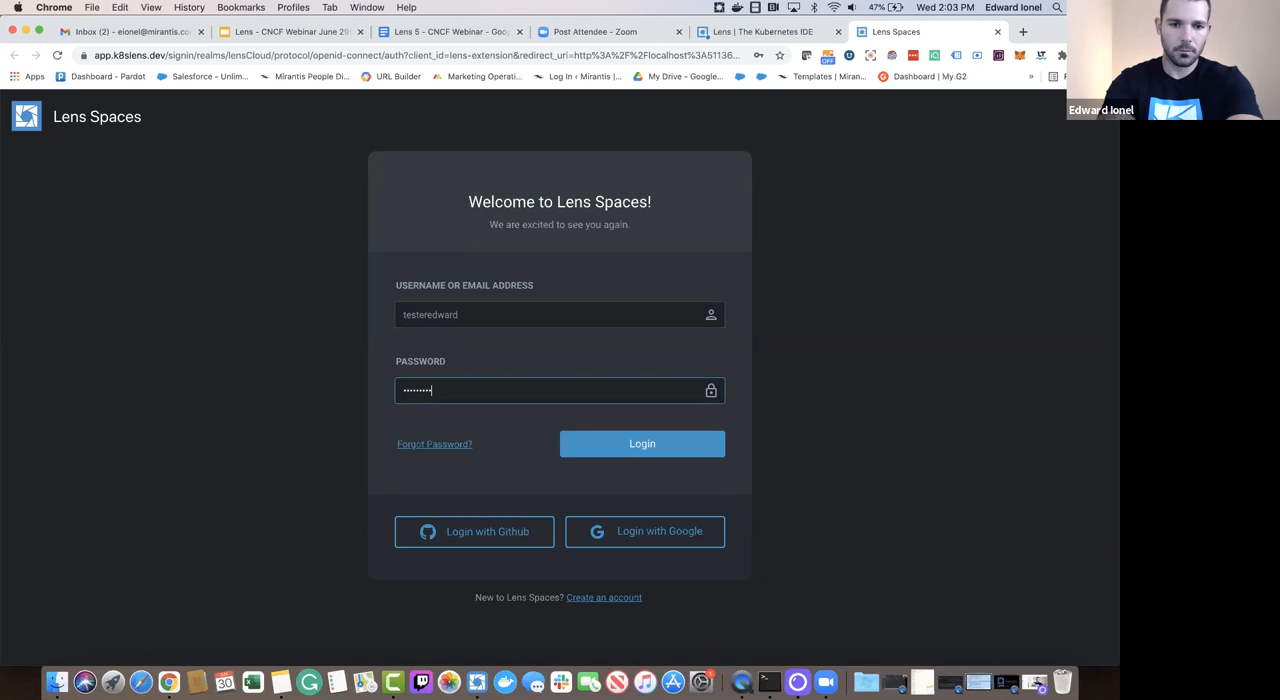 Chrome File Edit View History Bookmarks Profiles Tab Window Help 47% Wed 2:03 PM Edward Ionel
Inbox (2) - eionel@mirantis.co Lens - CNCF Webinar June 29 Lens 5 - CNCF Webinar - Goo Post Attendee - Zoom Lens | The Kubernetes IDE Lens Spaces
app.k8slens.dev/signin/realms/lensCloud/protocol/openid-connect/auth?client_id=lens-extension&redirect_uri=http%3A%2F%2Flocalhost%3A51136...
Apps Dashboard - Pardot Salesforce - Unlim... Mirantis People Di... URL Builder Marketing Operati... Log In ‹ Mirantis |... My Drive - Google... Templates | Miran... Dashboard | My.G2 »
Edward Ionel
Lens Spaces
Welcome to Lens Spaces!
We are excited to see you again.
USERNAME OR EMAIL ADDRESS
testeredward
PASSWORD
Forgot Password? Login
Login with Github Login with Google
New to Lens Spaces? Create an account